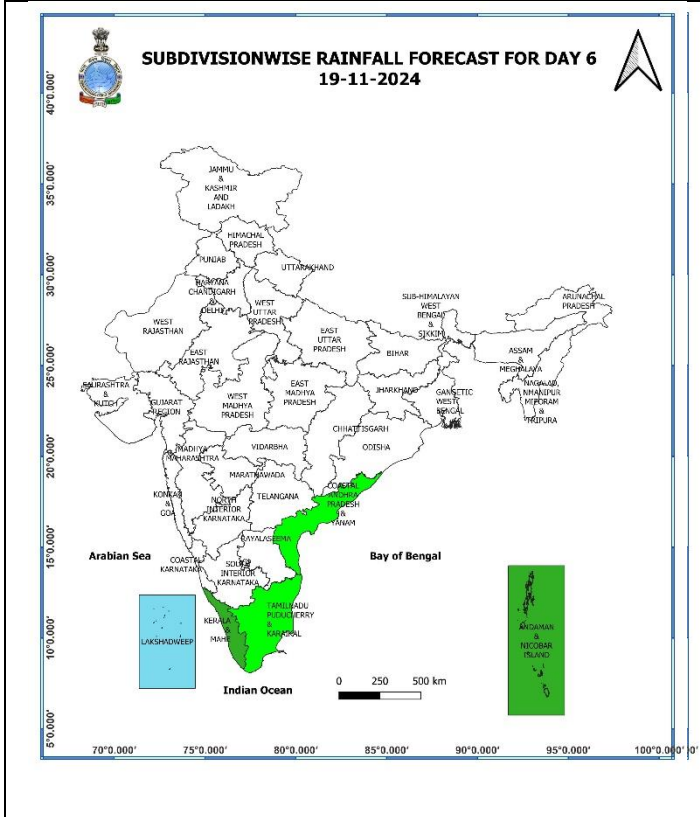 SUBDIVISIONWISE RAINFALL FORECAST FOR DAY 6
19-11-2024
40°0.000'
35°0.000'
30°0.000'
25°0.000'
20°0.000'
15°0.000'
10°0.000'
5°0.000'
JAMMU
&
KASHMIR
AND
LADAKH
HIMACHAL
PRADESH
PUNJAB
UTTARAKHAND
HARYANA
CHANDIGARH
&
DELHI
WEST
UTTAR
PRADESH
SUB-HIMALAYAN
WEST
BENGAL
&
SIKKIM
ARUNACHAL
PRADESH
WEST
RAJASTHAN
EAST
RAJASTHAN
EAST
UTTAR
PRADESH
BIHAR
ASSAM
&
MEGHALAYA
SAURASHTRA
&
KUTCH
GUJARAT
REGION
WEST
MADHYA
PRADESH
EAST
MADHYA
PRADESH
JHARKHAND
GANGETIC
WEST
BENGAL
NAGALAD
MANIPUR
MIZORAM
&
TRIPURA
CHHATTISGARH
ODISHA
MADHYA
MAHARASHTRA
VIDARBHA
MARATHAWADA
TELANGANA
COASTAL
ANDHRA
PRADESH
&
YANAM
KONKAN
&
GOA
NORTH
INTERIOR
KARNATAKA
RAYALASEEMA
Arabian Sea
Bay of Bengal
COASTAL
KARNATAKA
SOUTH
INTERIOR
KARNATAKA
KERALA
&
MAHE
TAMILNADU
PUDUCHERRY
&
KARAIKAL
LAKSHADWEEP
ANDAMAN
&
NICOBAR
ISLAND
Indian Ocean
0 250 500 km
70°0.000' 75°0.000' 80°0.000' 85°0.000' 90°0.000' 95°0.000' 100°0.000'